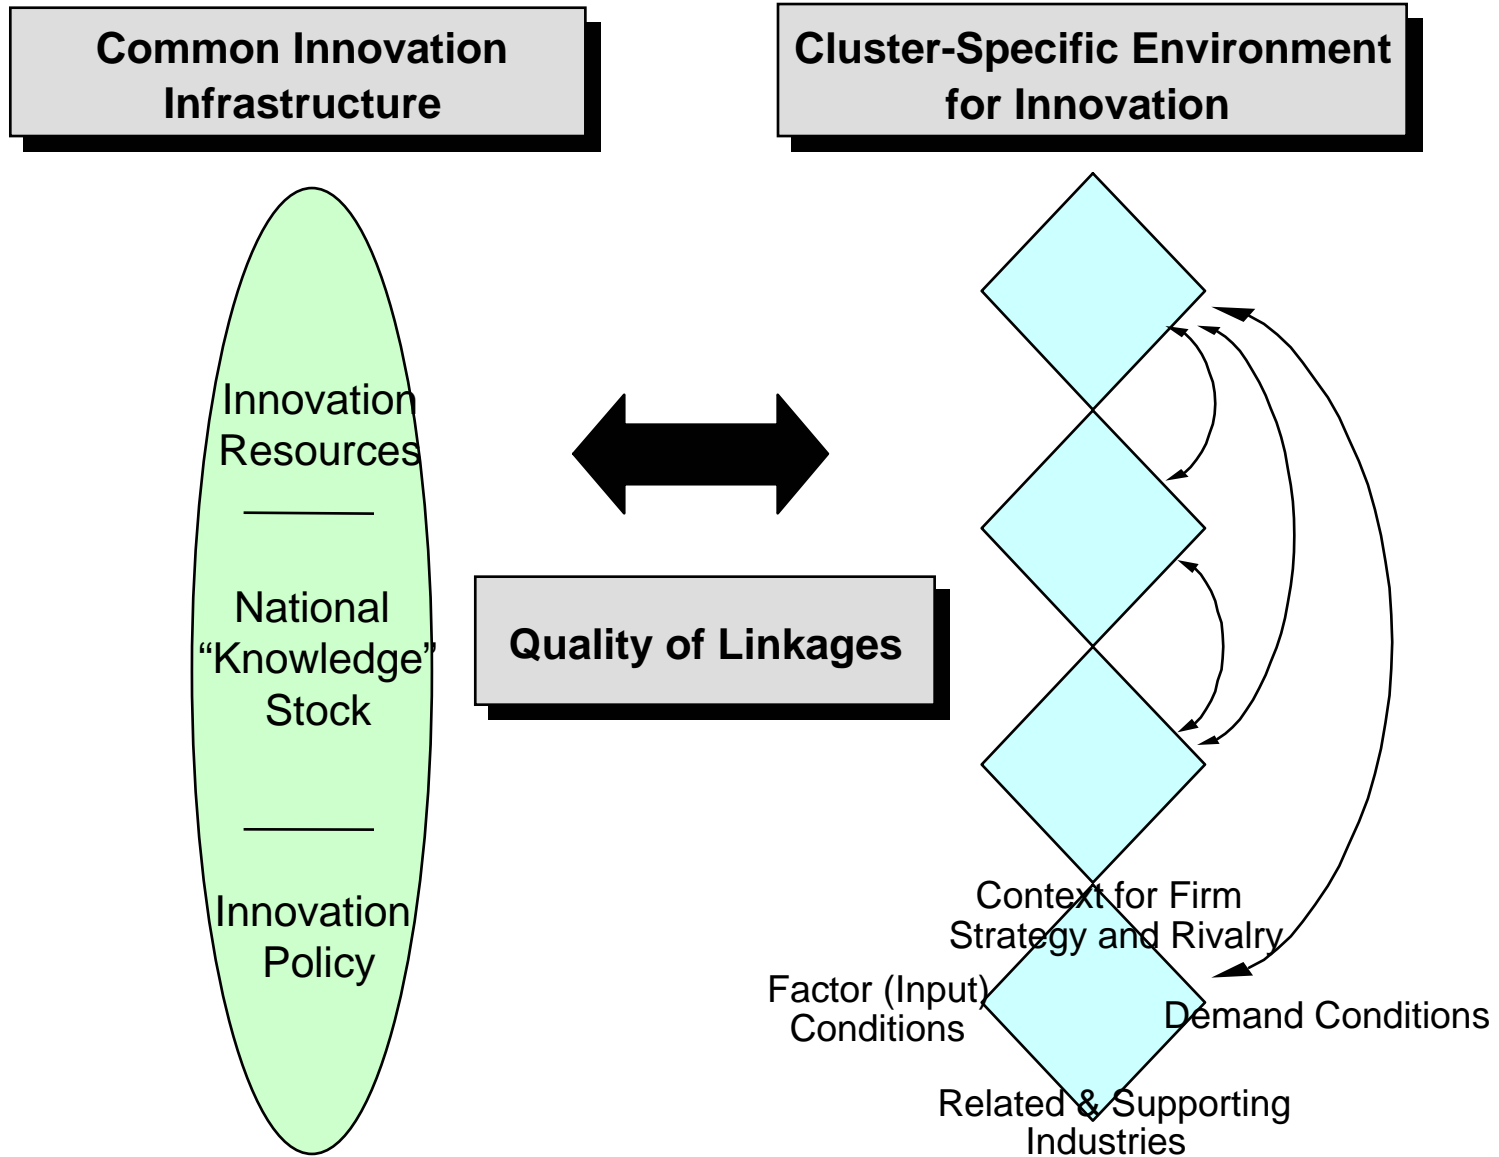 Common Innovation
Infrastructure
Cluster-Specific Environment
for Innovation
Innovation
Resources
National
“Knowledge”
Stock
Innovation
Policy
Quality of Linkages
Context for Firm
Strategy and Rivalry
Factor (Input)
Conditions
Demand Conditions
Related & Supporting
Industries